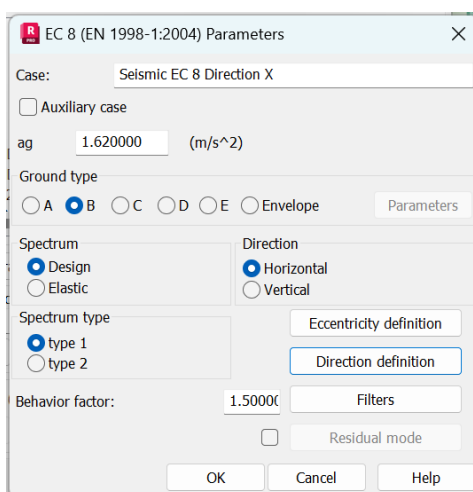 R PRO EC 8 (EN 1998-1:2004) Parameters
Case: Seismic EC 8 Direction X
Auxiliary case
ag 1.620000 (m/s^2)
Ground type
A B C D E Envelope Parameters
Spectrum Direction
Design Horizontal
Elastic Vertical
Spectrum type Eccentricity definition
type 1
type 2 Direction definition
Behavior factor: 1.5000( Filters
Residual mode
OK Cancel Help